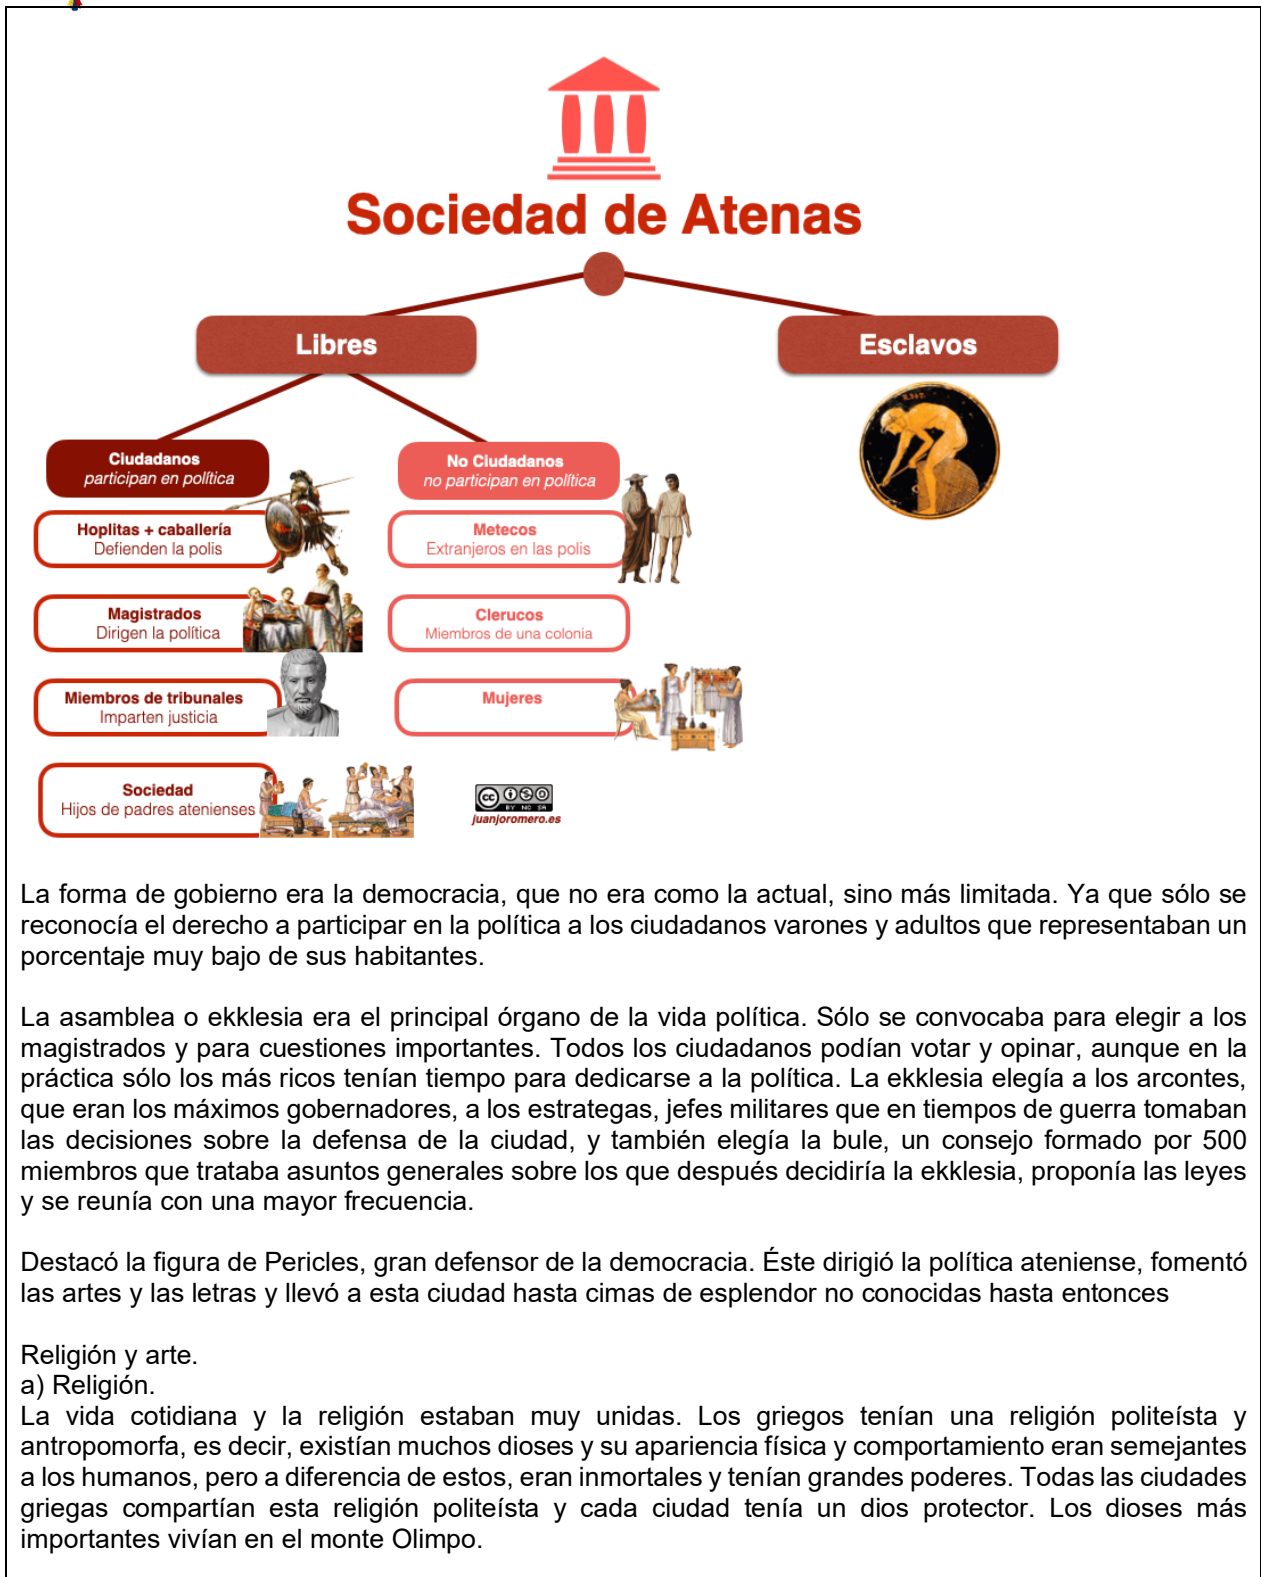 Sociedad de Atenas
Libres
Esclavos
Ciudadanos
participan en política
No Ciudadanos
no participan en política
Hoplitas + caballería
Defienden la polis
Metecos
Extranjeros en las polis
Magistrados
Dirigen la política
Clerucos
Miembros de una colonia
Miembros de tribunales
Imparten justicia
Mujeres
Sociedad
Hijos de padres atenienses
cc
BY NC SA
juanjoromero.es
La forma de gobierno era la democracia, que no era como la actual, sino más limitada. Ya que sólo se
reconocía el derecho a participar en la política a los ciudadanos varones y adultos que representaban un
porcentaje muy bajo de sus habitantes.
La asamblea o ekklesia era el principal órgano de la vida política. Sólo se convocaba para elegir a los
magistrados y para cuestiones importantes. Todos los ciudadanos podían votar y opinar, aunque en la
práctica sólo los más ricos tenían tiempo para dedicarse a la política. La ekklesia elegía a los arcontes,
que eran los máximos gobernadores, a los estrategas, jefes militares que en tiempos de guerra tomaban
las decisiones sobre la defensa de la ciudad, y también elegía la bule, un consejo formado por 500
miembros que trataba asuntos generales sobre los que después decidiría la ekklesia, proponía las leyes
y se reunía con una mayor frecuencia.
Destacó la figura de Pericles, gran defensor de la democracia. Éste dirigió la política ateniense, fomentó
las artes y las letras y llevó a esta ciudad hasta cimas de esplendor no conocidas hasta entonces
Religión y arte.
a) Religión.
La vida cotidiana y la religión estaban muy unidas. Los griegos tenían una religión politeísta y
antropomorfa, es decir, existían muchos dioses y su apariencia física y comportamiento eran semejantes
a los humanos, pero a diferencia de estos, eran inmortales y tenían grandes poderes. Todas las ciudades
griegas compartían esta religión politeísta y cada ciudad tenía un dios protector. Los dioses más
importantes vivían en el monte Olimpo.